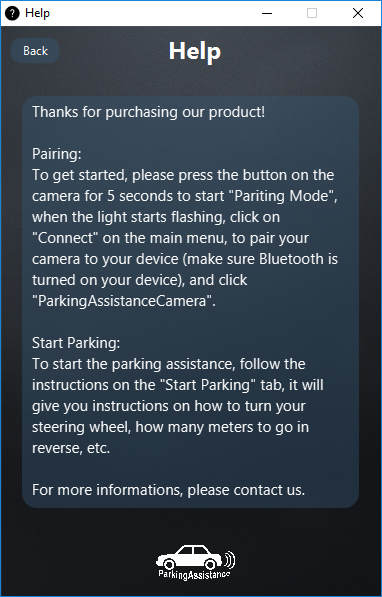 Help
Back
Help
Thanks for purchasing our product!
Pairing:
To get started, please press the button on the
camera for 5 seconds to start "Pariting Mode",
when the light starts flashing, click on
"Connect" on the main menu, to pair your
camera to your device (make sure Bluetooth is
turned on your device), and click
"ParkingAssistanceCamera".
Start Parking:
To start the parking assistance, follow the
instructions on the "Start Parking" tab, it will
give you instructions on how to turn your
steering wheel, how many meters to go in
reverse, etc.
For more informations, please contact us.
ParkingAssistance